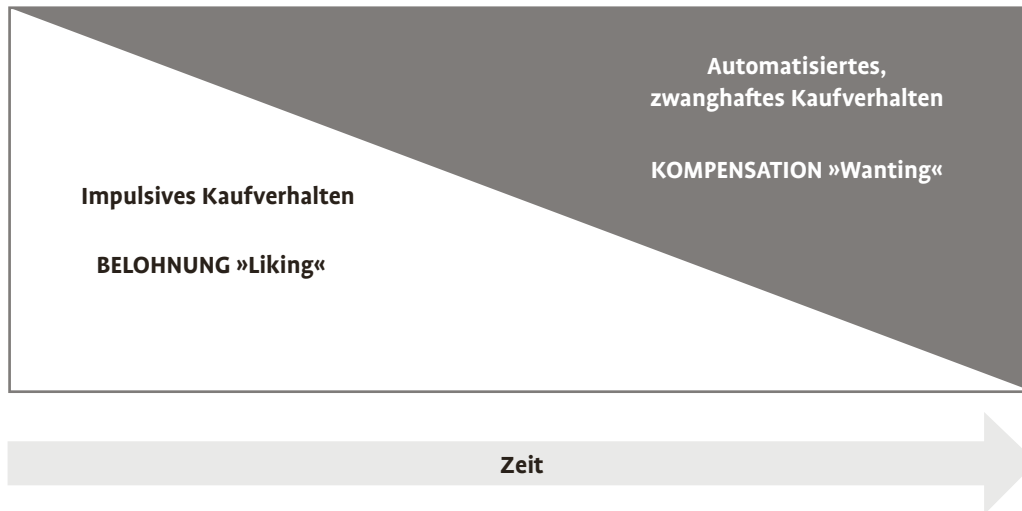 Automatisiertes,
zwanghaftes Kaufverhalten
KOMPENSATION »Wanting«
Impulsives Kaufverhalten
BELOHNUNG »Liking«
Zeit